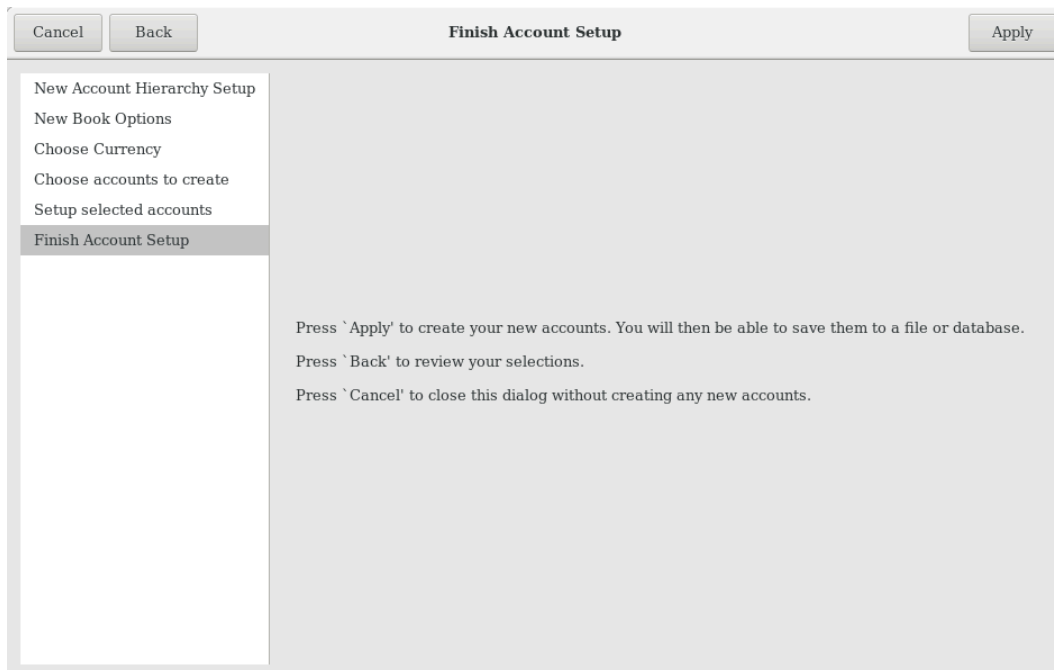 Cancel
Back
Finish Account Setup
Apply
New Account Hierarchy Setup
New Book Options
Choose Currency
Choose accounts to create
Setup selected accounts
Finish Account Setup
Press `Apply' to create your new accounts. You will then be able to save them to a file or database.
Press `Back' to review your selections.
Press `Cancel' to close this dialog without creating any new accounts.